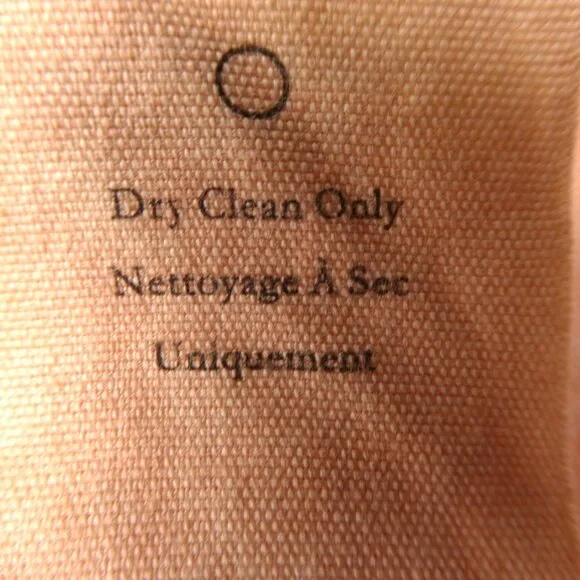 Dry Clean Only
Nettoyage À Sec
Uniquement